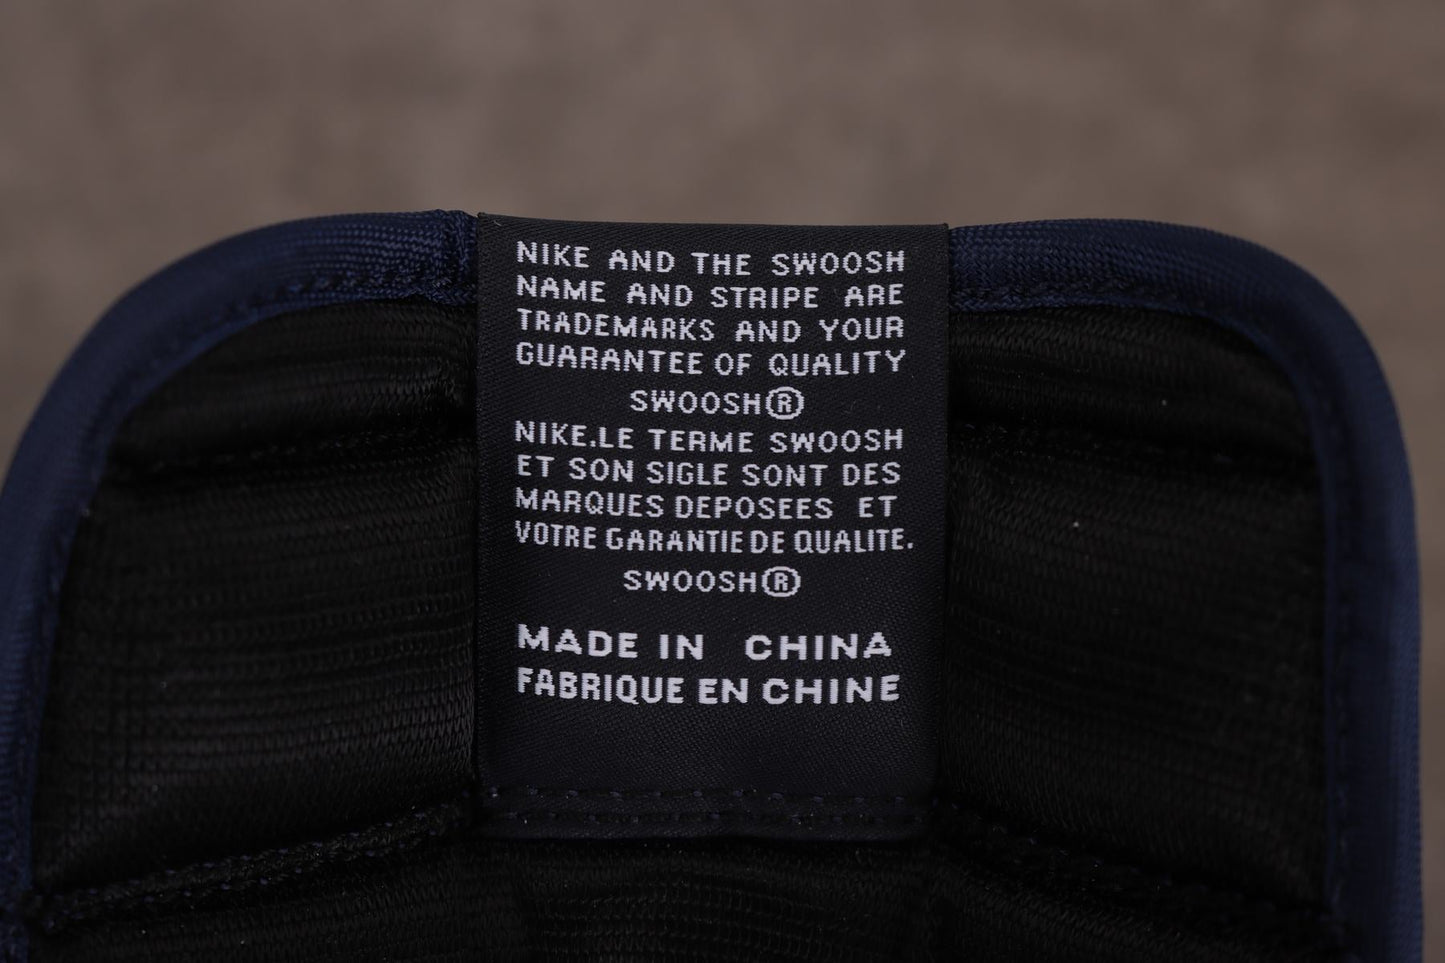 NIKE AND THE SWOOSH
NAME AND STRIPE ARE
TRADEMARKS AND YOUR
GUARANTEE OF QUALITY
SWOOSH®
NIKE.LE TERME SWOOSH
ET SON SIGLE SONT DES
MARQUES DEPOSEES ET
VOTRE GARANTIE DE QUALITE.
SWOOSH®
MADE IN CHINA
FABRIQUE EN CHINE